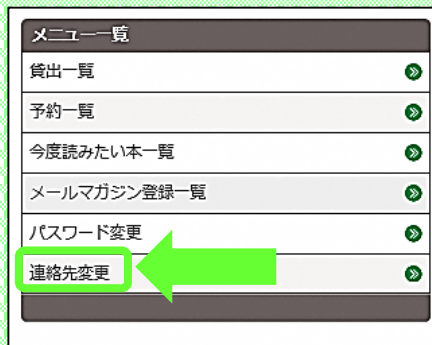 メニュー一覧
貸出一覧
予約一覧
今度読みたい本一覧
メールマガジン登録一覧
パスワード変更
連絡先変更